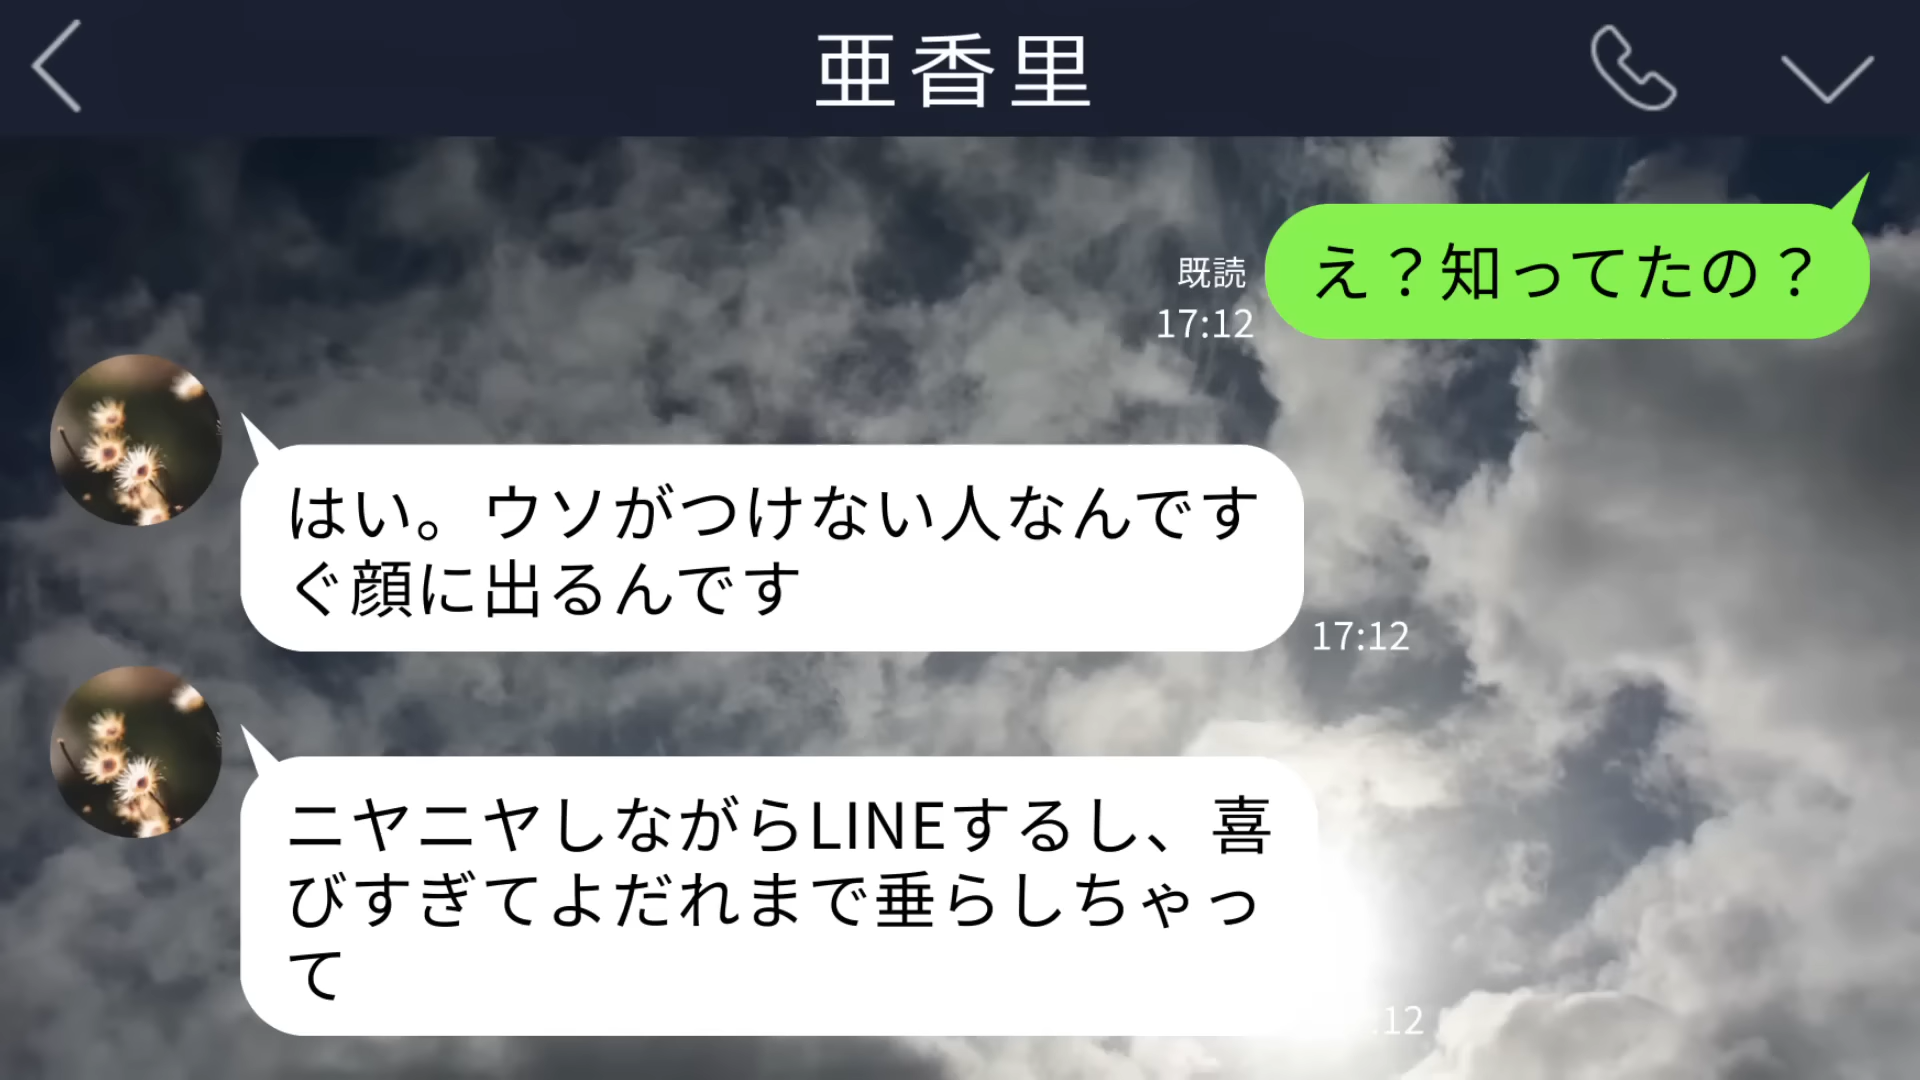 亜香里
え？知ってたの？
既読
17:12
はい。ウソがつけない人なんです
ぐ顔に出るんです
17:12
ニヤニヤしながらLINEするし、喜
びすぎてよだれまで垂らしちゃっ
て
:12